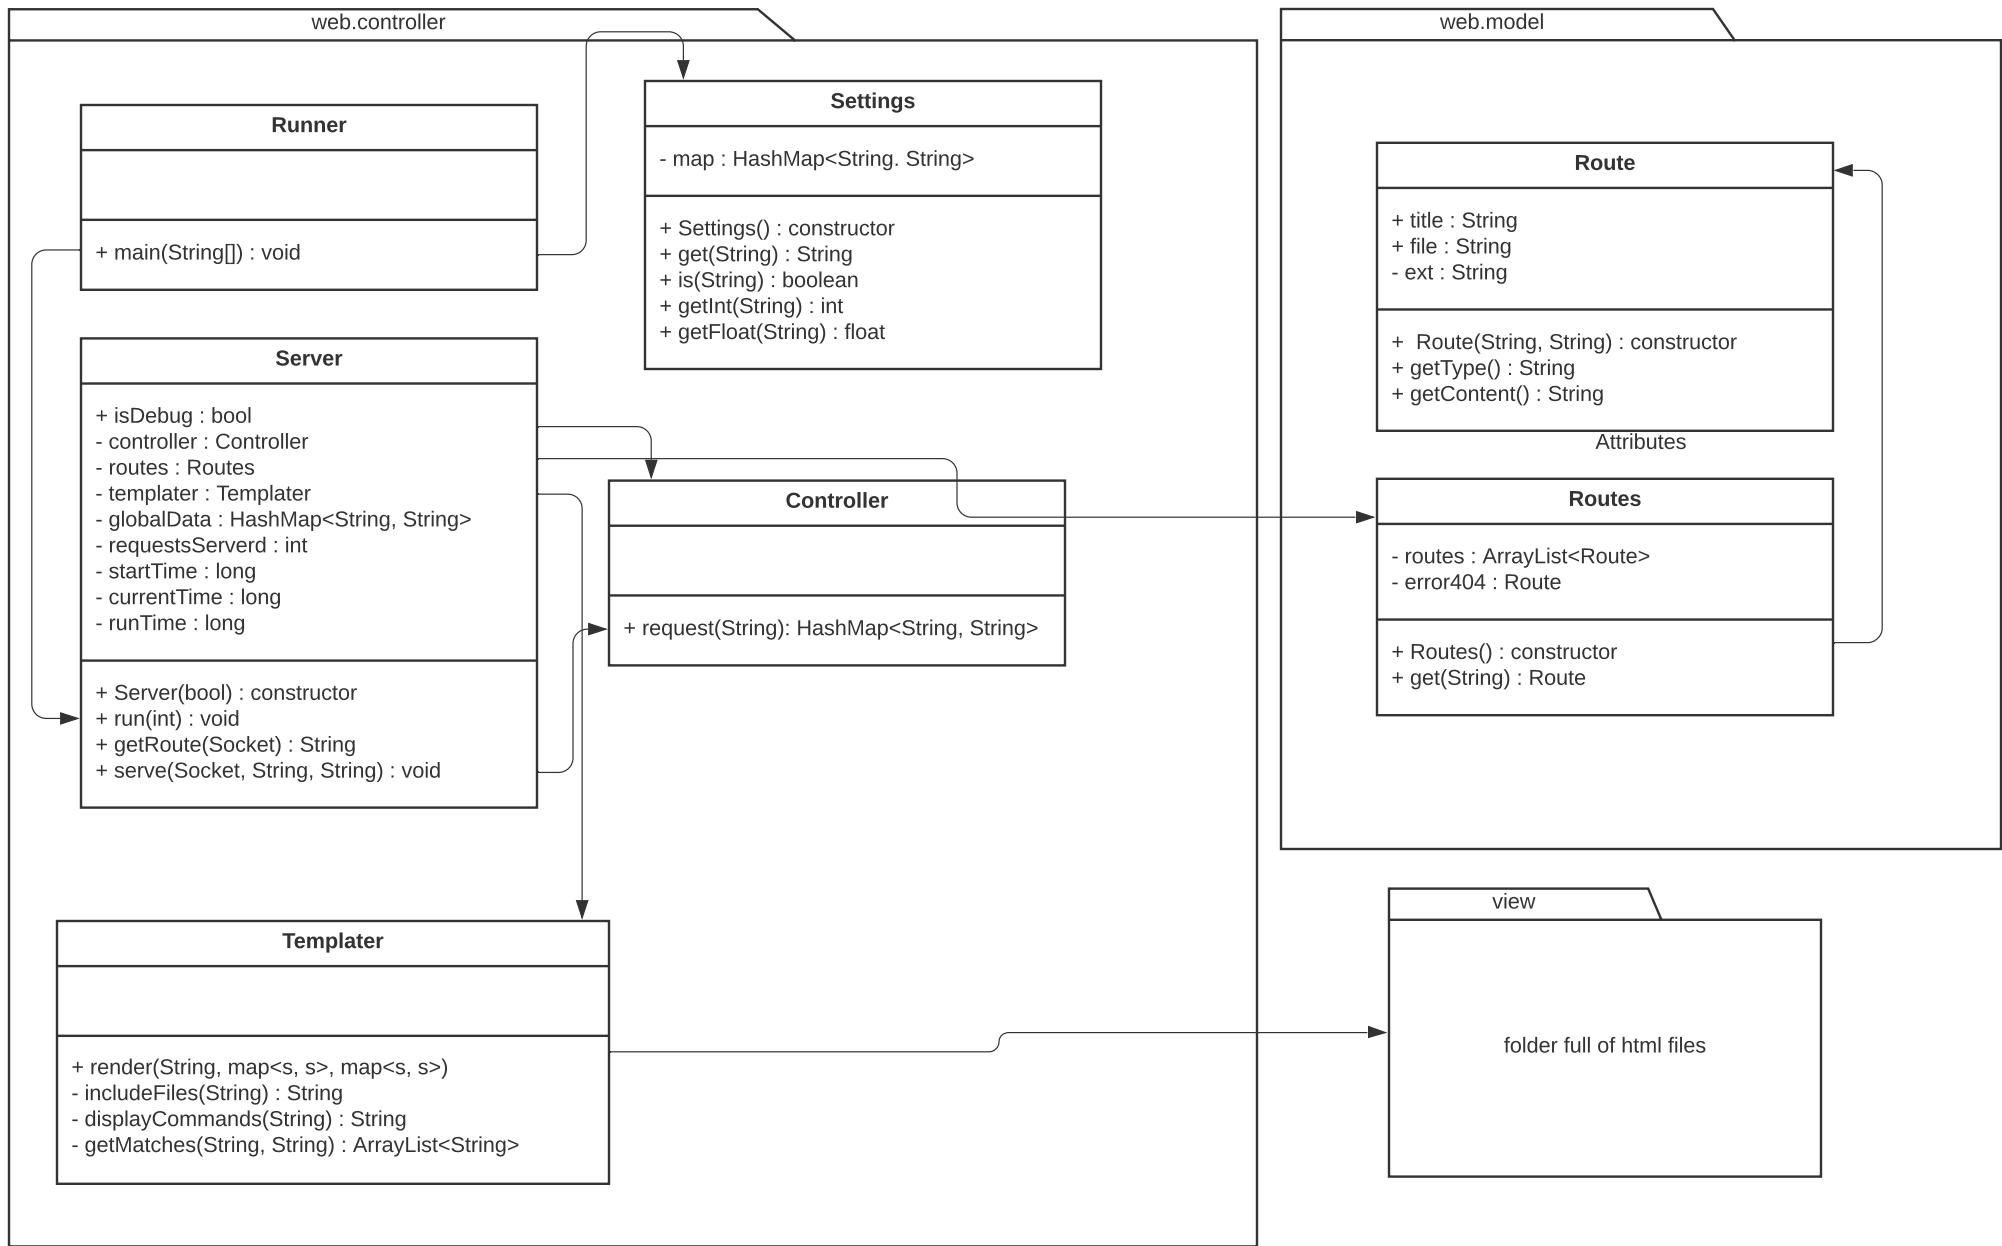 web.controller
Runner
+ main(String[]) : void
Settings
- map : HashMap<String. String>
+ Settings() : constructor
+ get(String) : String
+ is(String) : boolean
+ getInt(String) : int
+ getFloat(String) : float
Server
+ isDebug : bool
- controller : Controller
- routes : Routes
- templater : Templater
- globalData : HashMap<String, String>
- requestsServerd : int
- startTime : long
- currentTime : long
- runTime : long
+ Server(bool) : constructor
+ run(int) : void
+ getRoute(Socket) : String
+ serve(Socket, String, String) : void
Controller
+ request(String): HashMap<String, String>
Templater
+ render(String, map<s, s>, map<s, s>)
- includeFiles(String) : String
- displayCommands(String) : String
- getMatches(String, String) : ArrayList<String>
web.model
Route
+ title : String
+ file : String
- ext : String
+  Route(String, String) : constructor
+ getType() : String
+ getContent() : String
Attributes
Routes
- routes : ArrayList<Route>
- error404 : Route
+ Routes() : constructor
+ get(String) : Route
view
folder full of html files